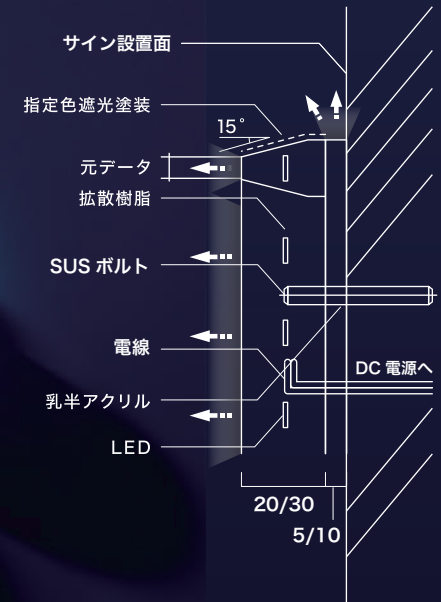 サイン設置面
指定色遮光塗装
15°
元データ
拡散樹脂
SUS ボルト
電線
DC 電源へ
乳半アクリル
LED
20/30
5/10